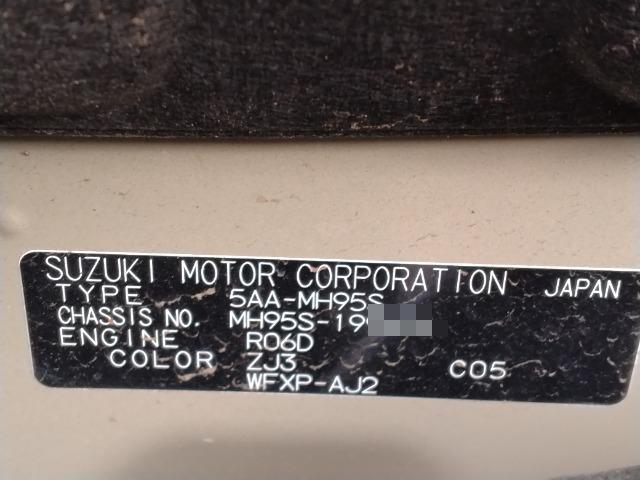 SUZUKI MOTOR CORPORATION JAPAN
TYPE 5AA-MH95S
CHASSIS NO. MH95S-19
ENGINE R06D
COLOR ZJ3 C05
WFXP-AJ2